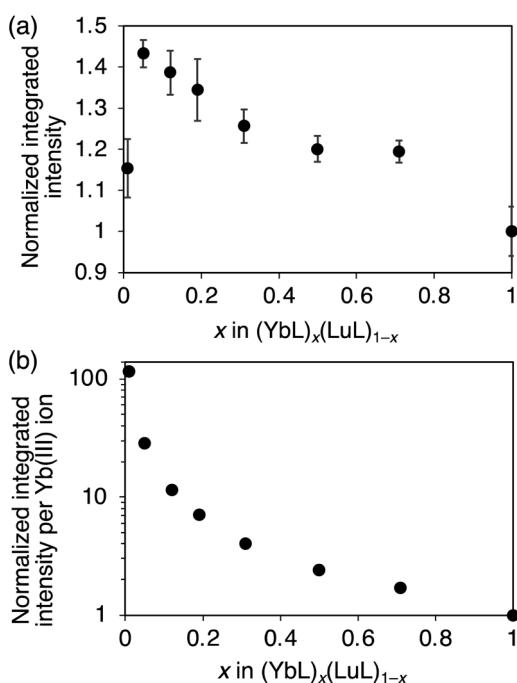 (a)
Normalized integrated
intensity
1.5
1.4
1.3
1.2
1.1
1
0.9
0
0.2
0.4
0.6
0.8
1
x in (YbL)x(LuL)1–x
(b)
Normalized integrated
intensity per Yb(III) ion
100
10
1
0
0.2
0.4
0.6
0.8
1
x in (YbL)x(LuL)1–x